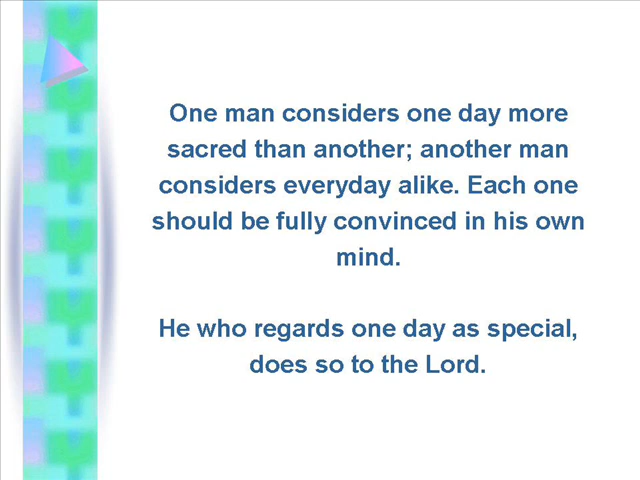 One man considers one day more
sacred than another; another man
considers everyday alike. Each one
should be fully convinced in his own
mind.
He who regards one day as special,
does so to the Lord.